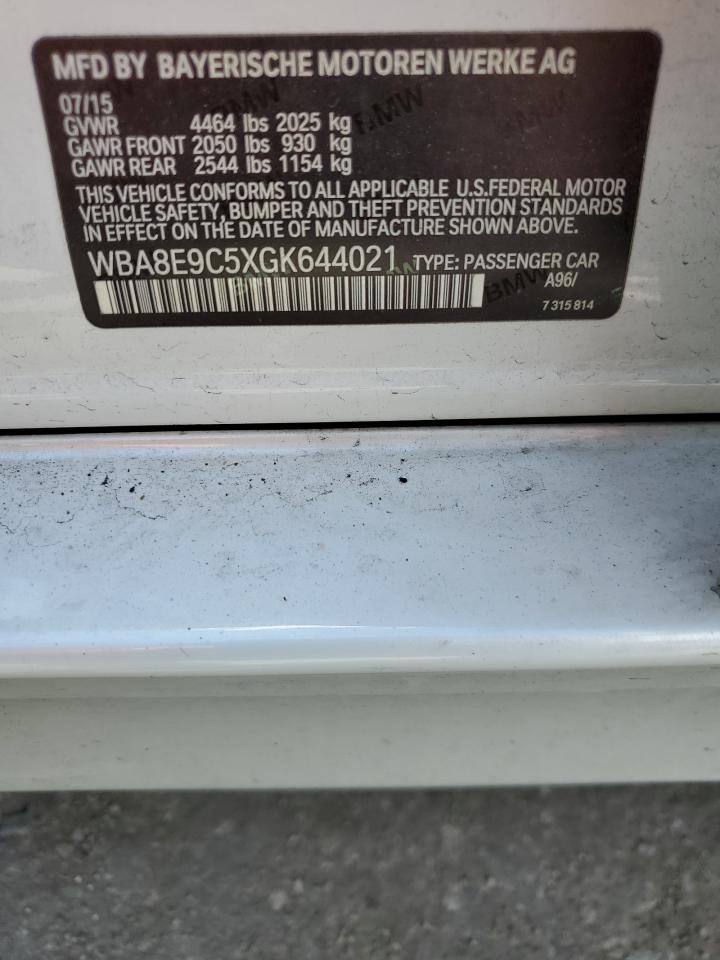 MFD BY BAYERISCHE MOTOREN WERKE AG
07/15
GVWR 4464 lbs 2025 kg
GAWR FRONT 2050 lbs 930 kg
GAWR REAR 2544 lbs 1154 kg
THIS VEHICLE CONFORMS TO ALL APPLICABLE U.S.FEDERAL MOTOR
VEHICLE SAFETY, BUMPER AND THEFT PREVENTION STANDARDS
IN EFFECT ON THE DATE OF MANUFACTURE SHOWN ABOVE.
WBA8E9C5XGK644021 TYPE: PASSENGER CAR
A96/
7 315 814
BMW
BMW
BMW